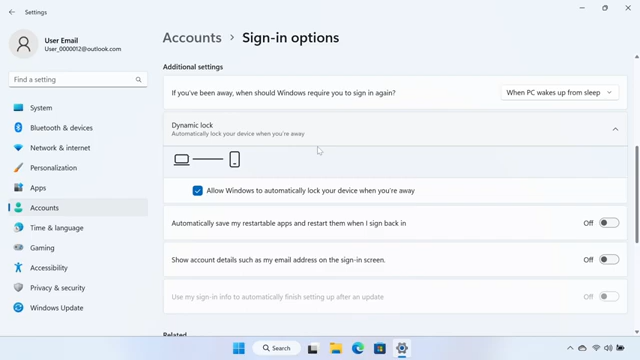 Settings
User Email
User_0000012@outlook.com
Find a setting
System
Bluetooth & devices
Network & internet
Personalization
Apps
Accounts
Time & language
Gaming
Accessibility
Privacy & security
Windows Update
Accounts > Sign-in options
Additional settings
If you've been away, when should Windows require you to sign in again?
When PC wakes up from sleep
Dynamic lock
Automatically lock your device when you're away
Allow Windows to automatically lock your device when you're away
Automatically save my restartable apps and restart them when I sign back in
Off
Show account details such as my email address on the sign-in screen.
Off
Use my sign-in info to automatically finish setting up after an update
Off
Related
Search